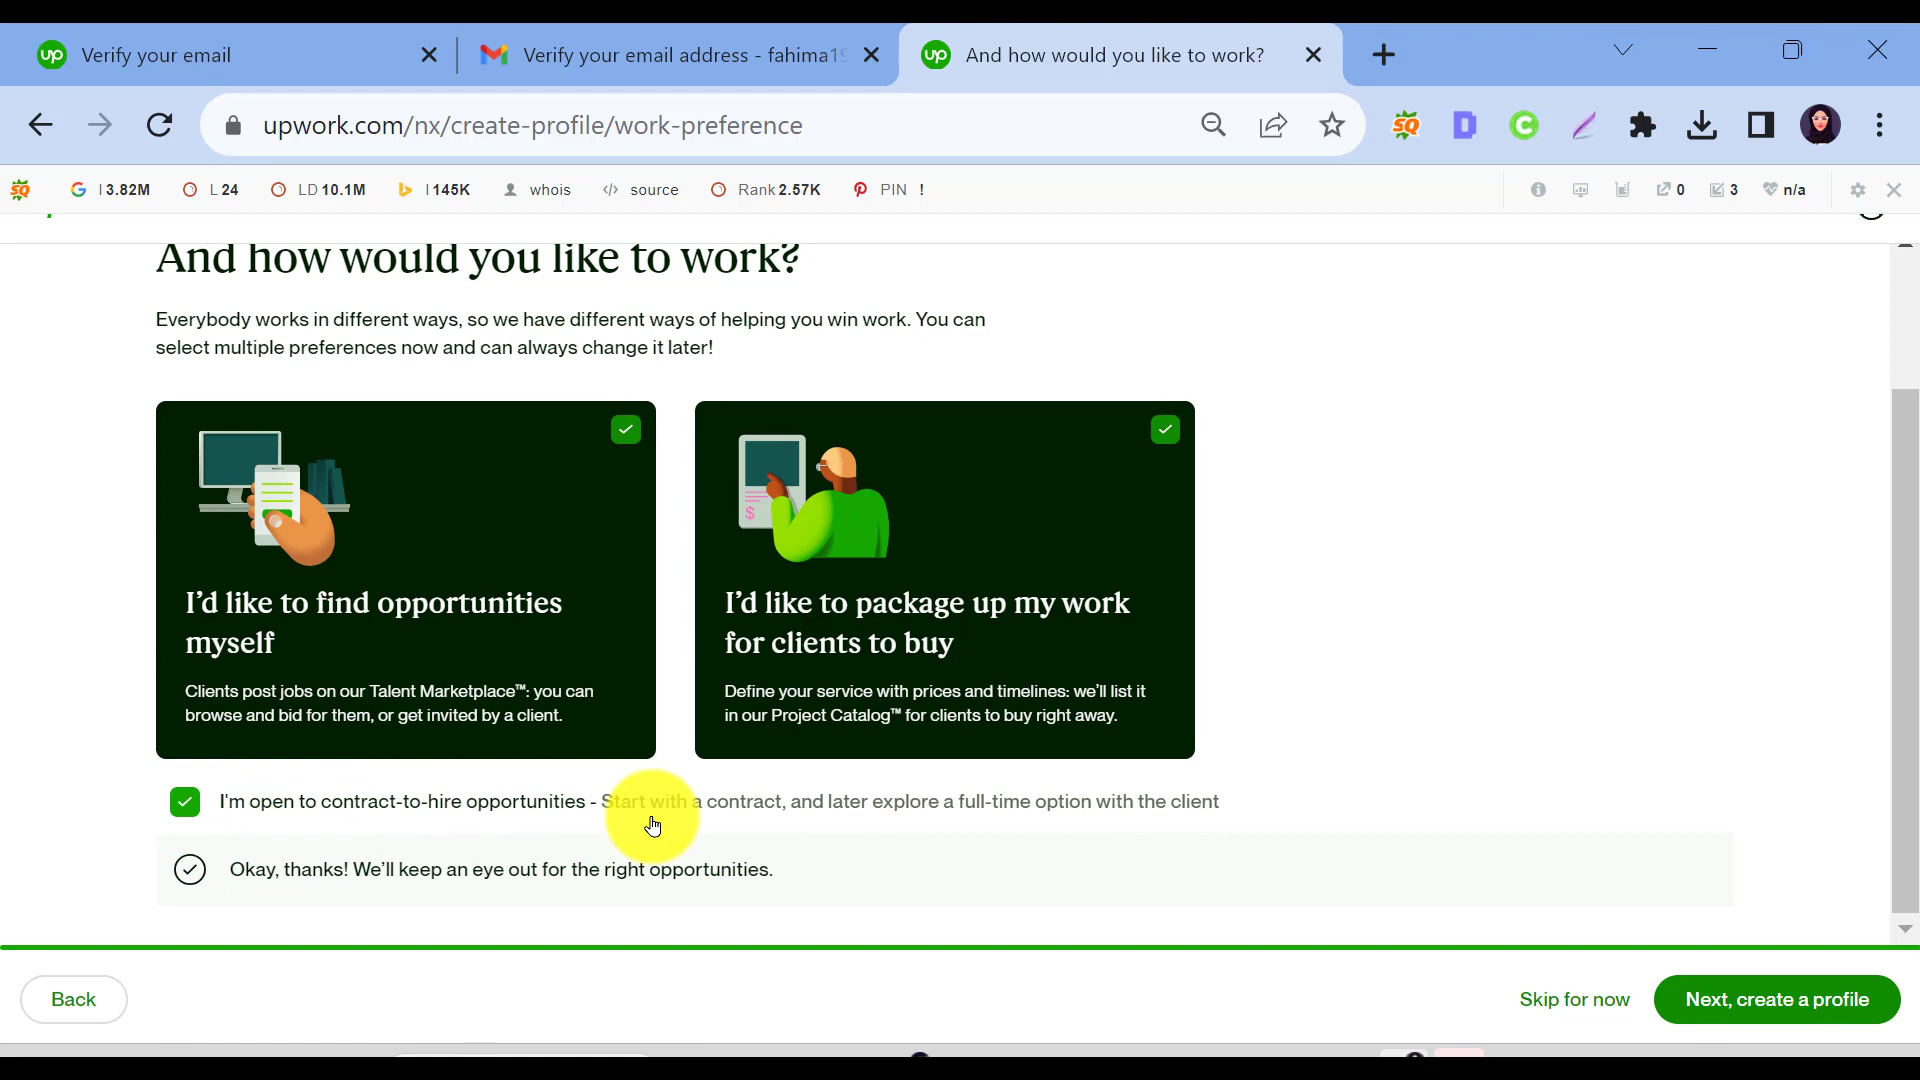 up Verify your email
Verify your email address - fahima19
up And how would you like to work?
upwork.com/nx/create-profile/work-preference
SQ D C
SQ G I 3.82M L 24 LD 10.1M I 145K whois </> source Rank 2.57K PIN ! 0 3 n/a
And how would you like to work?
Everybody works in different ways, so we have different ways of helping you win work. You can
select multiple preferences now and can always change it later!
$
I'd like to find opportunities
myself
Clients post jobs on our Talent Marketplace™: you can
browse and bid for them, or get invited by a client.
I'd like to package up my work
for clients to buy
Define your service with prices and timelines: we'll list it
in our Project Catalog™ for clients to buy right away.
I'm open to contract-to-hire opportunities - Start with a contract, and later explore a full-time option with the client
Okay, thanks! We'll keep an eye out for the right opportunities.
Back
Skip for now
Next, create a profile